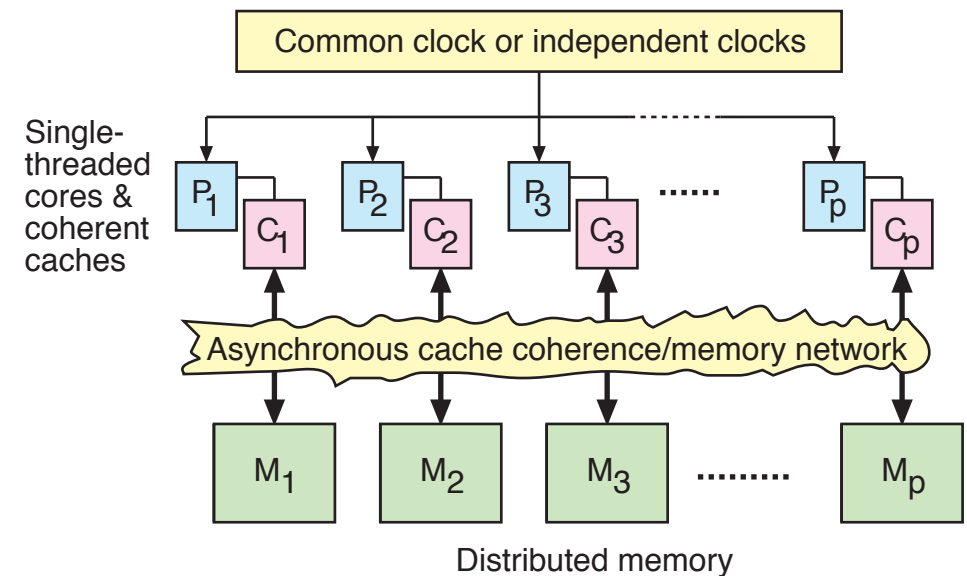 Common clock or independent clocks
Single-
threaded
cores &
coherent
caches
P1 P2 P3 ...... Pp
C1 C2 C3 Cp
Asynchronous cache coherence/memory network
M1 M2 M3 ......... Mp
Distributed memory